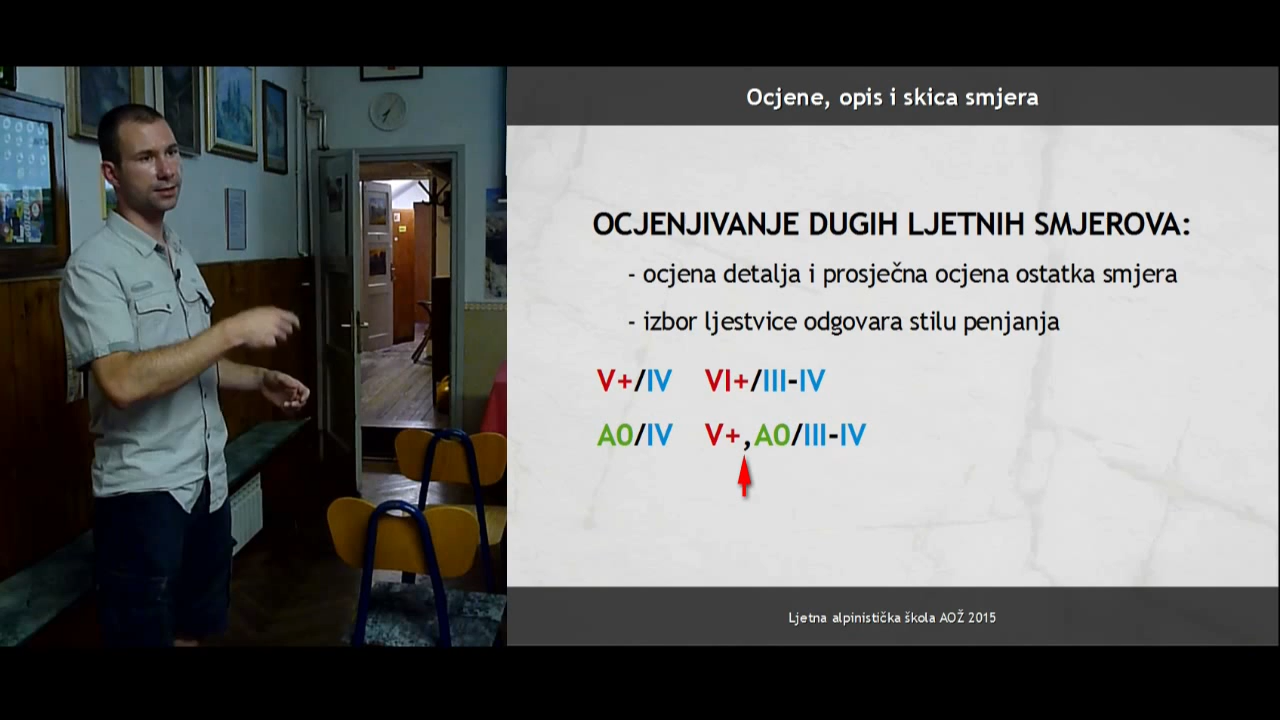 Ocjene, opis i skica smjera
OCJENJIVANJE DUGIH LJETNIH SMJEROVA:
- ocjena detalja i prosječna ocjena ostatka smjera
- izbor ljestvice odgovara stilu penjanja
V+/IV VI+/III-IV
A0/IV V+,A0/III-IV
Ljetna alpinistička škola AOŽ 2015